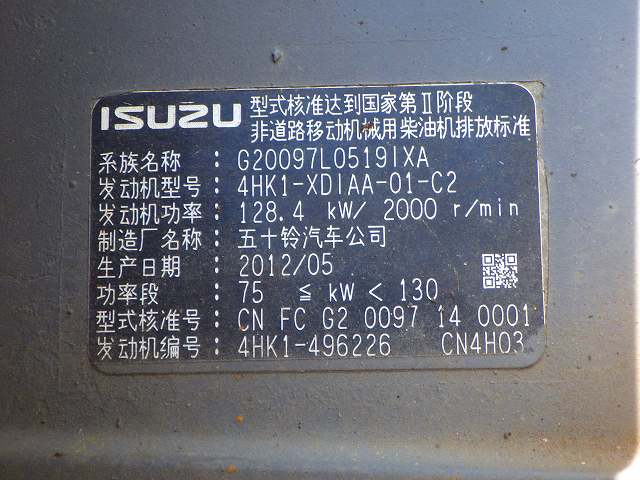 ISUZU 型式核准达到国家第Ⅱ阶段
非道路移动机械用柴油机排放标准
系族名称 : G20097L0519IXA
发动机型号: 4HK1-XDIAA-01-C2
发动机功率: 128.4 kW/ 2000 r/min
制造厂名称: 五十铃汽车公司
生产日期 : 2012/05
功率段 : 75 ≦ kW < 130
型式核准号: CN FC G2 0097 14 0001
发动机编号: 4HK1-496226 CN4H03